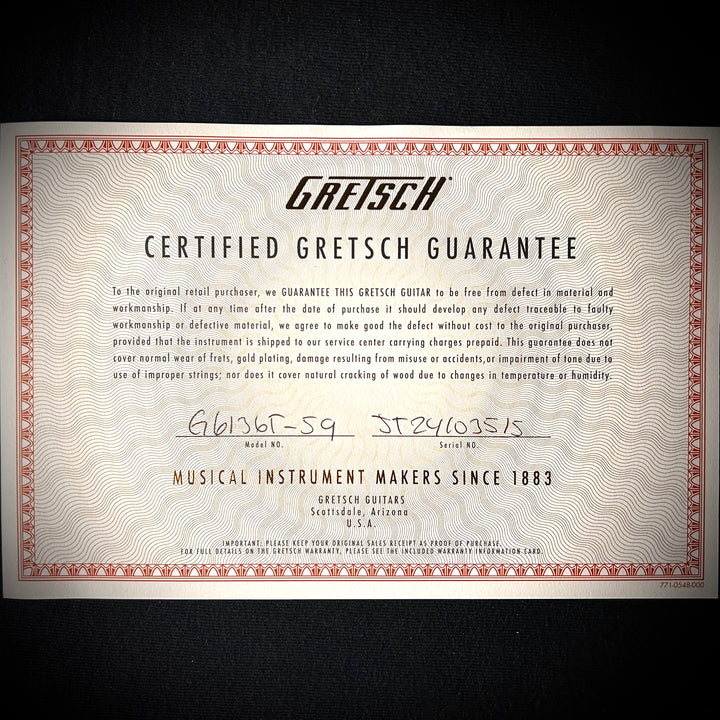 GRETSCH®
CERTIFIED GRETSCH GUARANTEE
To the original retail purchaser, we GUARANTEE THIS GRETSCH GUITAR to be free from defect in material and
workmanship. If at any time after the date of purchase it should develop any defect traceable to faulty
workmanship or defective material, we agree to make good the defect without cost to the original purchaser,
provided that the instrument is shipped to our service center carrying charges prepaid. This guarantee does not
cover normal wear of frets, gold plating, damage resulting from misuse or accidents,or impairment of tone due to
use of improper strings; nor does it cover natural cracking of wood due to changes in temperature or humidity.
G6136T-59 JT24103515
Model NO. Serial NO.
MUSICAL INSTRUMENT MAKERS SINCE 1883
GRETSCH GUITARS
Scottsdale, Arizona
U.S.A.
IMPORTANT: PLEASE KEEP YOUR ORIGINAL SALES RECEIPT AS PROOF OF PURCHASE.
FOR FULL DETAILS ON THE GRETSCH WARRANTY, PLEASE SEE THE INCLUDED WARRANTY INFORMATION CARD.
771-0548-000